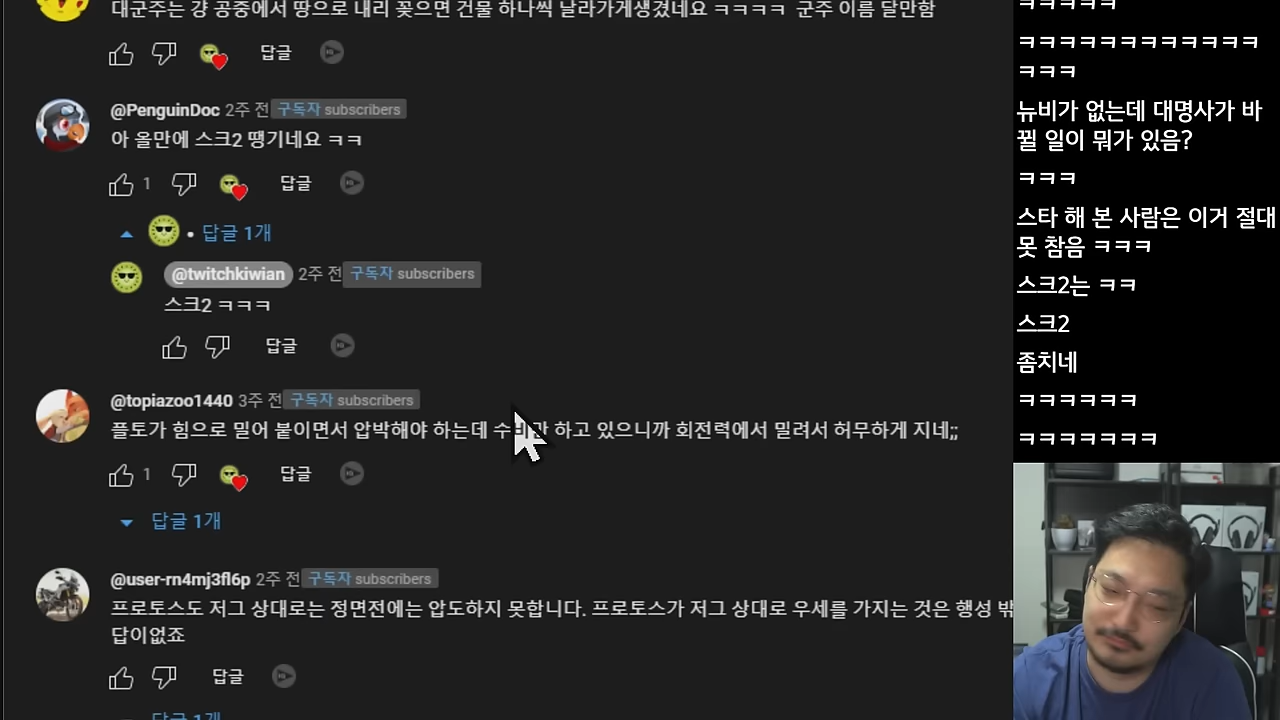 대군주는 걍 공중에서 땅으로 내리 꽂으면 건물 하나씩 날라가게생겼네요 ㅋㅋㅋㅋ 군주 이름 달만함
답글
@PenguinDoc 2주 전 구독자 subscribers
아 올만에 스크2 땡기네요 ㅋㅋ
1 답글
• 답글 1개
@twitchkiwian 2주 전 구독자 subscribers
스크2 ㅋㅋㅋ
답글
@topiazoo1440 3주 전 구독자 subscribers
플토가 힘으로 밀어 붙이면서 압박해야 하는데 수비만 하고 있으니까 회전력에서 밀려서 허무하게 지네;;
1 답글
답글 1개
@user-rn4mj3fl6p 2주 전 구독자 subscribers
프로토스도 저그 상대로는 정면전에는 압도하지 못합니다. 프로토스가 저그 상대로 우세를 가지는 것은 행성 밖
답이없죠
답글
답글 1개
ㅋㅋㅋㅋㅋ
ㅋㅋㅋㅋㅋㅋㅋㅋㅋㅋㅋㅋ
ㅋㅋㅋ
뉴비가 없는데 대명사가 바
뀔 일이 뭐가 있음?
ㅋㅋㅋ
스타 해 본 사람은 이거 절대
못 참음 ㅋㅋㅋ
스크2는 ㅋㅋ
스크2
좀치네
ㅋㅋㅋㅋㅋㅋ
ㅋㅋㅋㅋㅋㅋㅋ